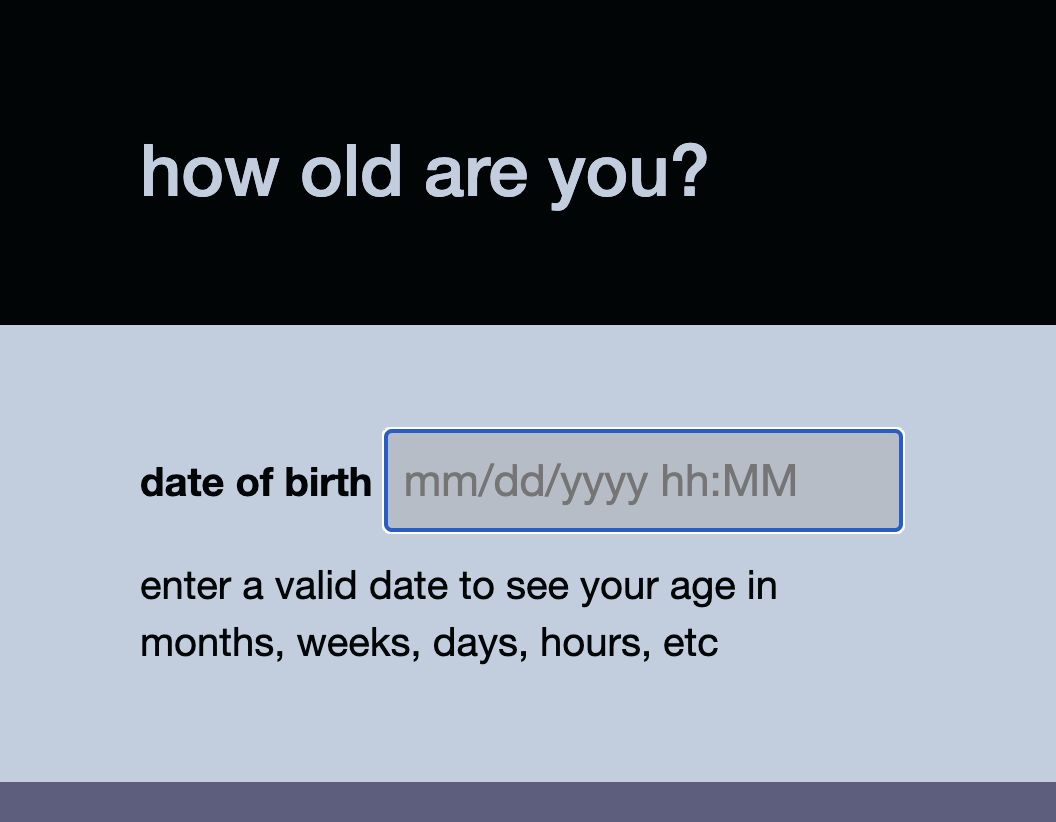 how old are you?
date of birth mm/dd/yyyy hh:MM
enter a valid date to see your age in
months, weeks, days, hours, etc